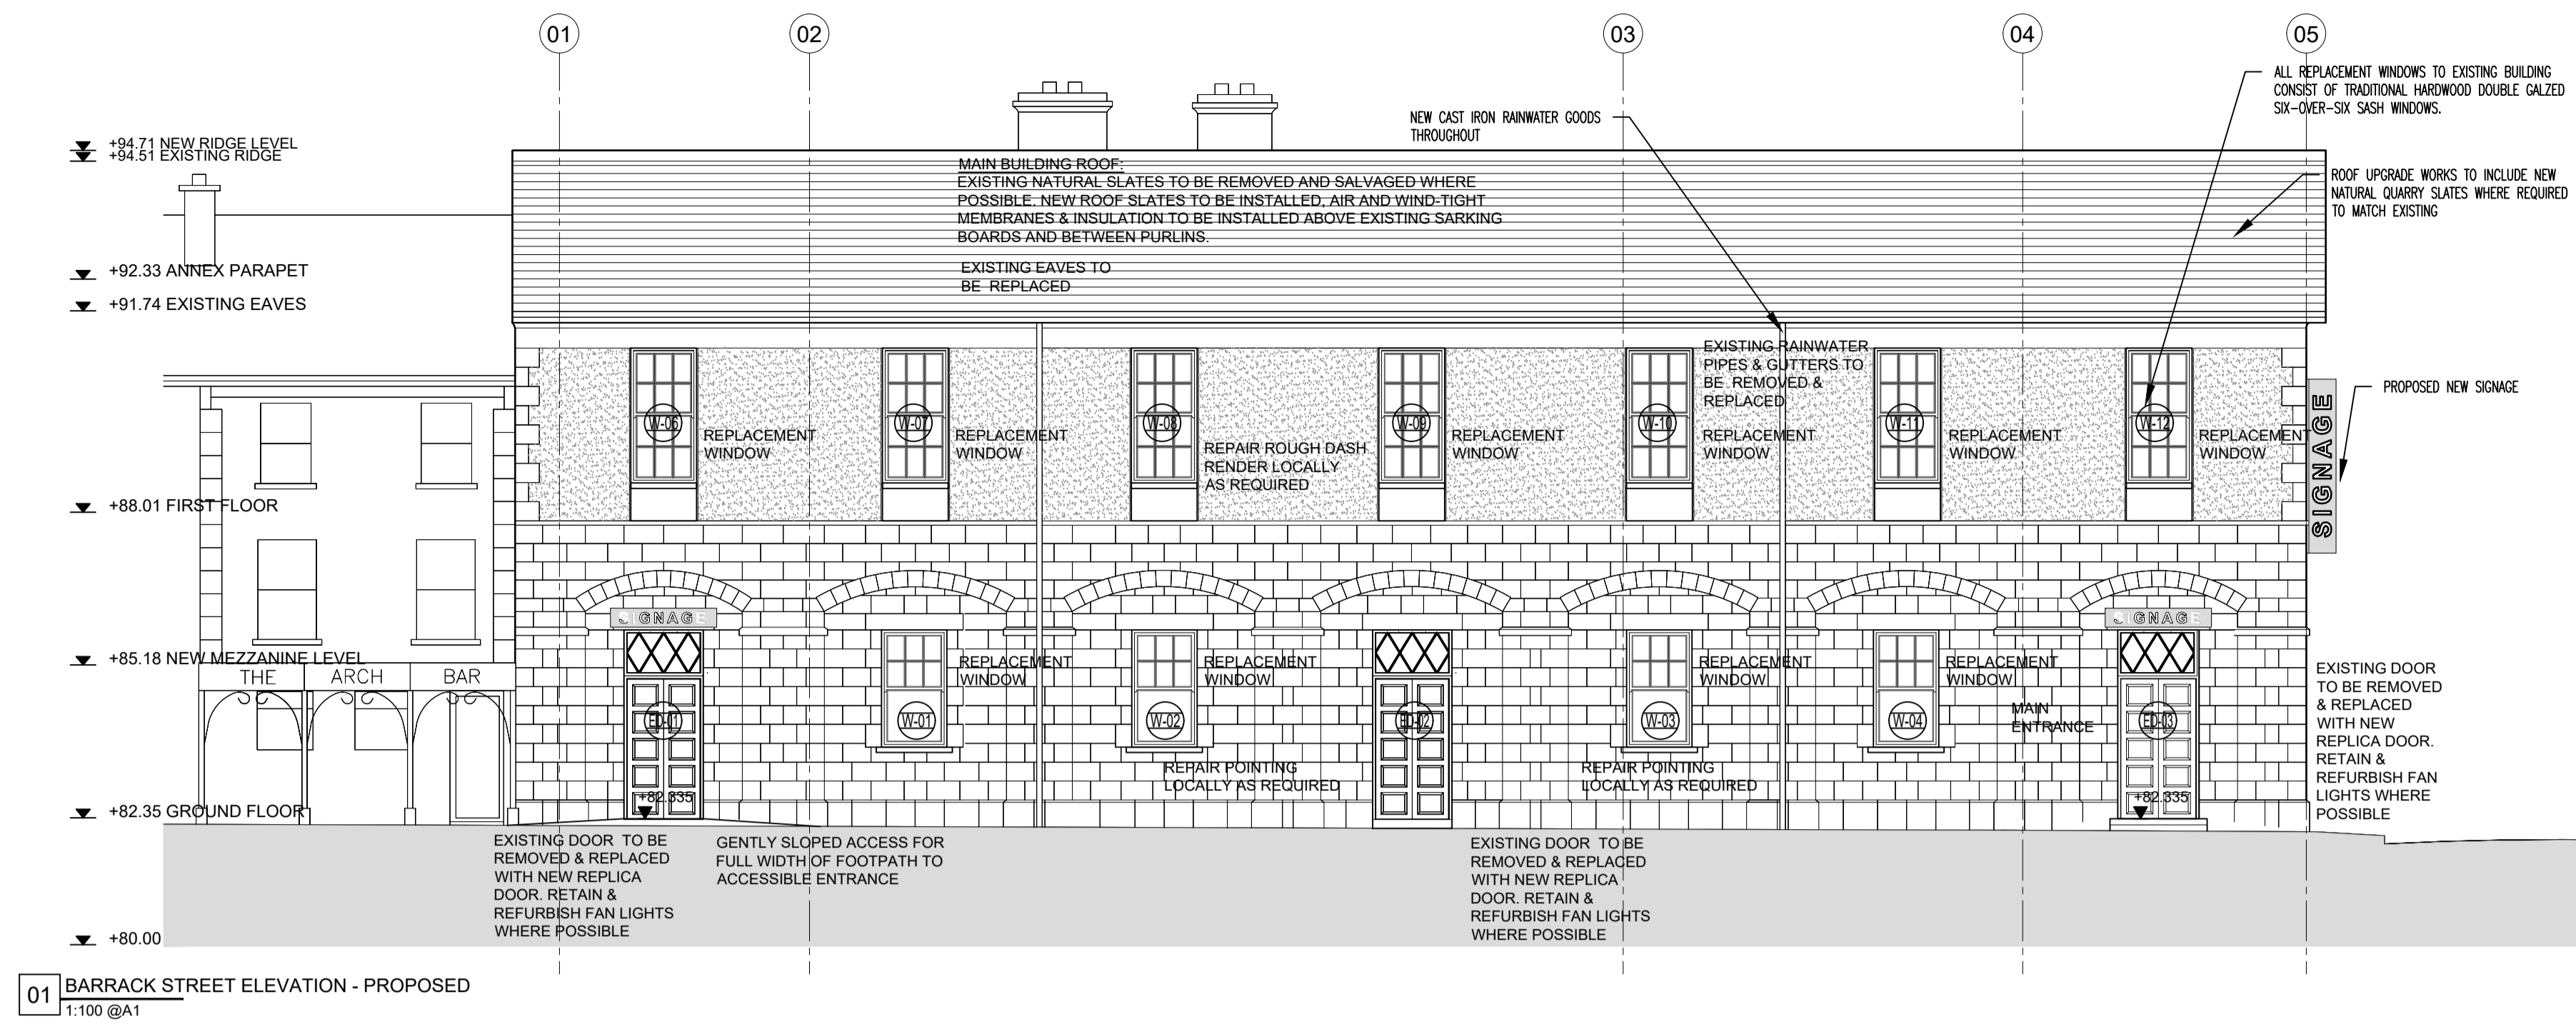 01
02
03
04
05
ALL REPLACEMENT WINDOWS TO EXISTING BUILDING
CONSIST OF TRADITIONAL HARDWOOD DOUBLE GALZED
SIX-OVER-SIX SASH WINDOWS.
NEW CAST IRON RAINWATER GOODS
THROUGHOUT
+94.71 NEW RIDGE LEVEL
+94.51 EXISTING RIDGE
MAIN BUILDING ROOF:
EXISTING NATURAL SLATES TO BE REMOVED AND SALVAGED WHERE
POSSIBLE. NEW ROOF SLATES TO BE INSTALLED, AIR AND WIND-TIGHT
MEMBRANES & INSULATION TO BE INSTALLED ABOVE EXISTING SARKING
BOARDS AND BETWEEN PURLINS.
ROOF UPGRADE WORKS TO INCLUDE NEW
NATURAL QUARRY SLATES WHERE REQUIRED
TO MATCH EXISTING
EXISTING EAVES TO
BE REPLACED
+92.33 ANNEX PARAPET
+91.74 EXISTING EAVES
EXISTING RAINWATER
PIPES & GUTTERS TO
BE REMOVED &
REPLACED
PROPOSED NEW SIGNAGE
SIGNAGE
W-06
REPLACEMENT
WINDOW
W-07
REPLACEMENT
WINDOW
W-08
REPAIR ROUGH DASH
RENDER LOCALLY
AS REQUIRED
W-09
REPLACEMENT
WINDOW
W-10
REPLACEMENT
WINDOW
W-11
REPLACEMENT
WINDOW
W-12
REPLACEMENT
WINDOW
+88.01 FIRST FLOOR
SIGNAGE
SIGNAGE
+85.18 NEW MEZZANINE LEVEL
THE ARCH BAR
ED-01
W-01
REPLACEMENT
WINDOW
W-02
REPLACEMENT
WINDOW
ED-02
W-03
REPLACEMENT
WINDOW
W-04
REPLACEMENT
WINDOW
MAIN
ENTRANCE
ED-03
EXISTING DOOR
TO BE REMOVED
& REPLACED
WITH NEW
REPLICA DOOR.
RETAIN &
REFURBISH FAN
LIGHTS WHERE
POSSIBLE
REPAIR POINTING
LOCALLY AS REQUIRED
REPAIR POINTING
LOCALLY AS REQUIRED
+82.335
+82.335
+82.35 GROUND FLOOR
EXISTING DOOR TO BE
REMOVED & REPLACED
WITH NEW REPLICA
DOOR. RETAIN &
REFURBISH FAN LIGHTS
WHERE POSSIBLE
GENTLY SLOPED ACCESS FOR
FULL WIDTH OF FOOTPATH TO
ACCESSIBLE ENTRANCE
EXISTING DOOR TO BE
REMOVED & REPLACED
WITH NEW REPLICA
DOOR. RETAIN &
REFURBISH FAN LIGHTS
WHERE POSSIBLE
+80.00
01 BARRACK STREET ELEVATION - PROPOSED
1:100 @A1